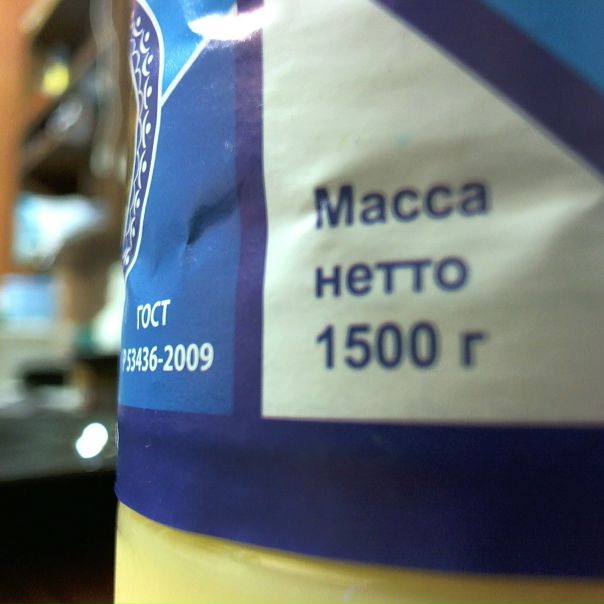 ГОСТ
Р 53436-2009
Масса
нетто
1500 г